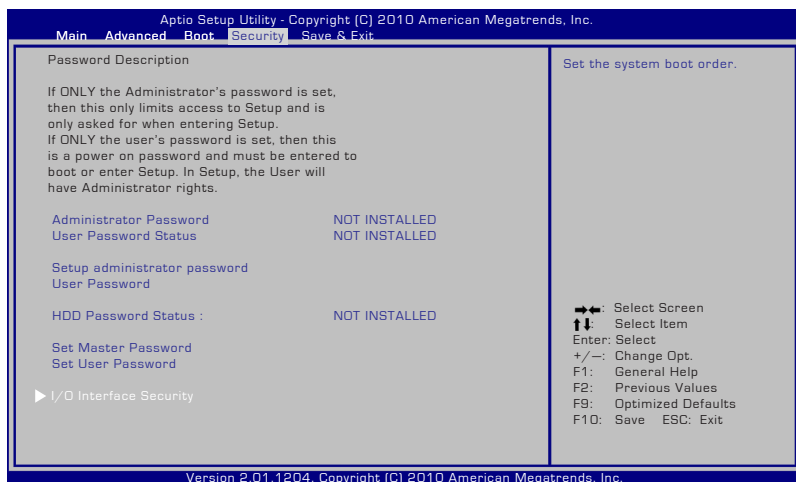 Aptio Setup Utility - Copyright (C) 2010 American Megatrends, Inc.
Main Advanced Boot Security Save & Exit
Password Description
If ONLY the Administrator's password is set,
then this only limits access to Setup and is
only asked for when entering Setup.
If ONLY the user's password is set, then this
is a power on password and must be entered to
boot or enter Setup. In Setup, the User will
have Administrator rights.
Administrator Password NOT INSTALLED
User Password Status NOT INSTALLED
Setup administrator password
User Password
HDD Password Status : NOT INSTALLED
Set Master Password
Set User Password
▶ I/O Interface Security
Set the system boot order.
→←: Select Screen
↑↓: Select Item
Enter: Select
+/—: Change Opt.
F1: General Help
F2: Previous Values
F9: Optimized Defaults
F10: Save ESC: Exit
Version 2.01.1204. Copyright (C) 2010 American Megatrends, Inc.